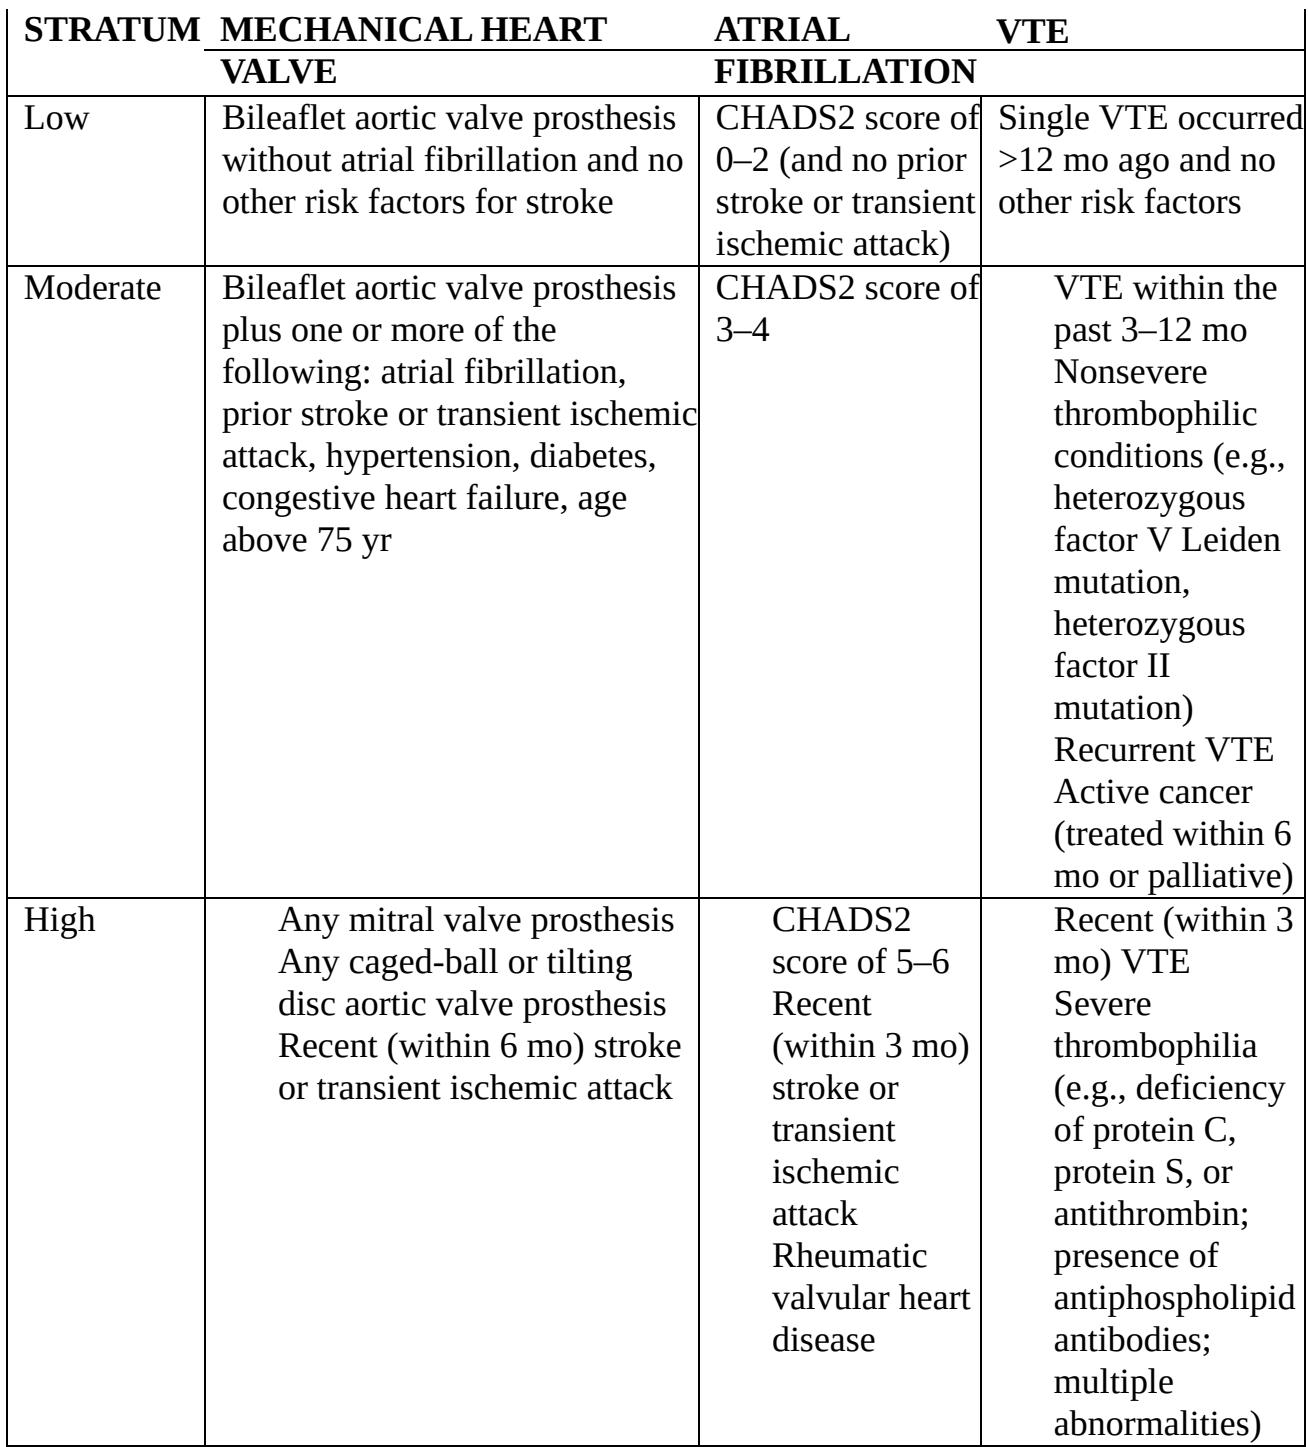 STRATUM MECHANICAL HEART VALVE ATRIAL FIBRILLATION VTE
Low
Bileaflet aortic valve prosthesis
without atrial fibrillation and no
other risk factors for stroke
CHADS2 score of
0–2 (and no prior
stroke or transient
ischemic attack)
Single VTE occurred
>12 mo ago and no
other risk factors
Moderate
Bileaflet aortic valve prosthesis
plus one or more of the
following: atrial fibrillation,
prior stroke or transient ischemic
attack, hypertension, diabetes,
congestive heart failure, age
above 75 yr
CHADS2 score of
3–4
VTE within the
past 3–12 mo
Nonsevere
thrombophilic
conditions (e.g.,
heterozygous
factor V Leiden
mutation,
heterozygous
factor II
mutation)
Recurrent VTE
Active cancer
(treated within 6
mo or palliative)
High
Any mitral valve prosthesis
Any caged-ball or tilting
disc aortic valve prosthesis
Recent (within 6 mo) stroke
or transient ischemic attack
CHADS2
score of 5–6
Recent
(within 3 mo)
stroke or
transient
ischemic
attack
Rheumatic
valvular heart
disease
Recent (within 3
mo) VTE
Severe
thrombophilia
(e.g., deficiency
of protein C,
protein S, or
antithrombin;
presence of
antiphospholipid
antibodies;
multiple
abnormalities)